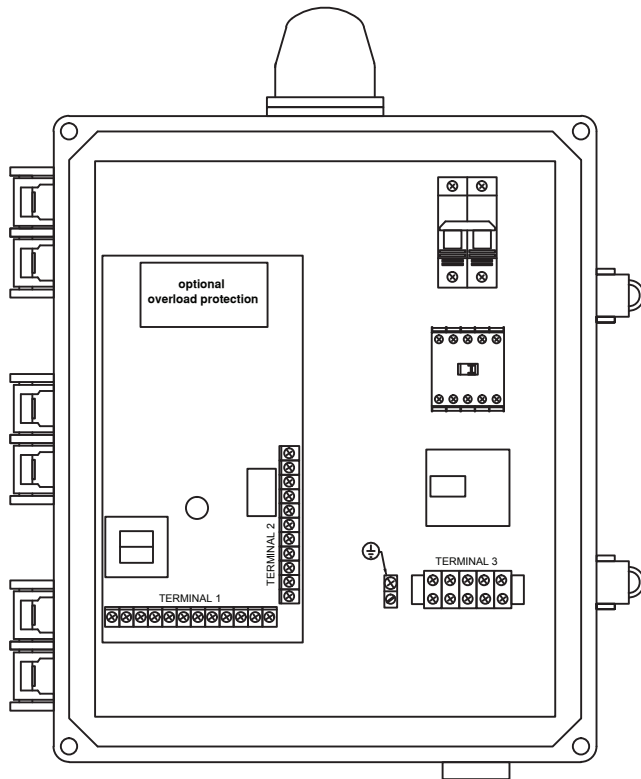 optional
overload protection
TERMINAL 2
TERMINAL 3
TERMINAL 1